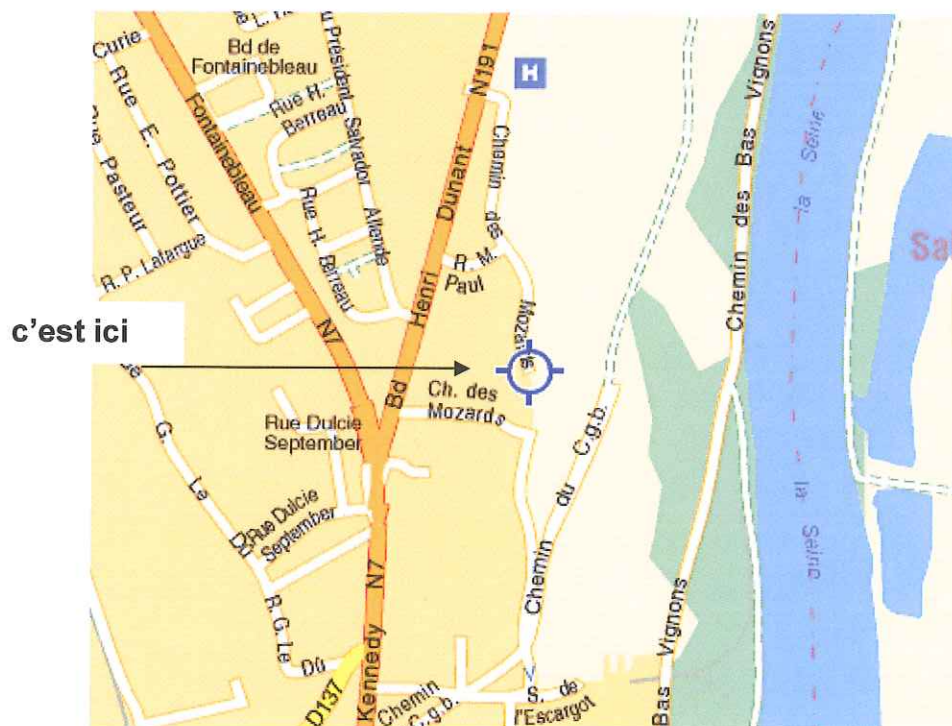 Curie
Bd de
Fontainebleau
Rue E. Pottier
Rue H.
Berreau
Président Salvador Allende
N191
H
Chemin des Mozards
Chemin des Bas Vignons
la Seine
Fontainebleau
Pasteur
R. P. Lafargue
Rue H. Berreau
Bd Henri Dunant
R. M.
Paul
Sa
c'est ici
N7
Ch. des
Mozards
Rue Dulcie
September
G. Le Dû
Rue Dulcie
September
Chemin du C.g.b.
la Seine
R. G. Le Dû
N7
Kennedy
D137
Chemin
C.g.b.
S. de
l'Escargot
Bas Vignons